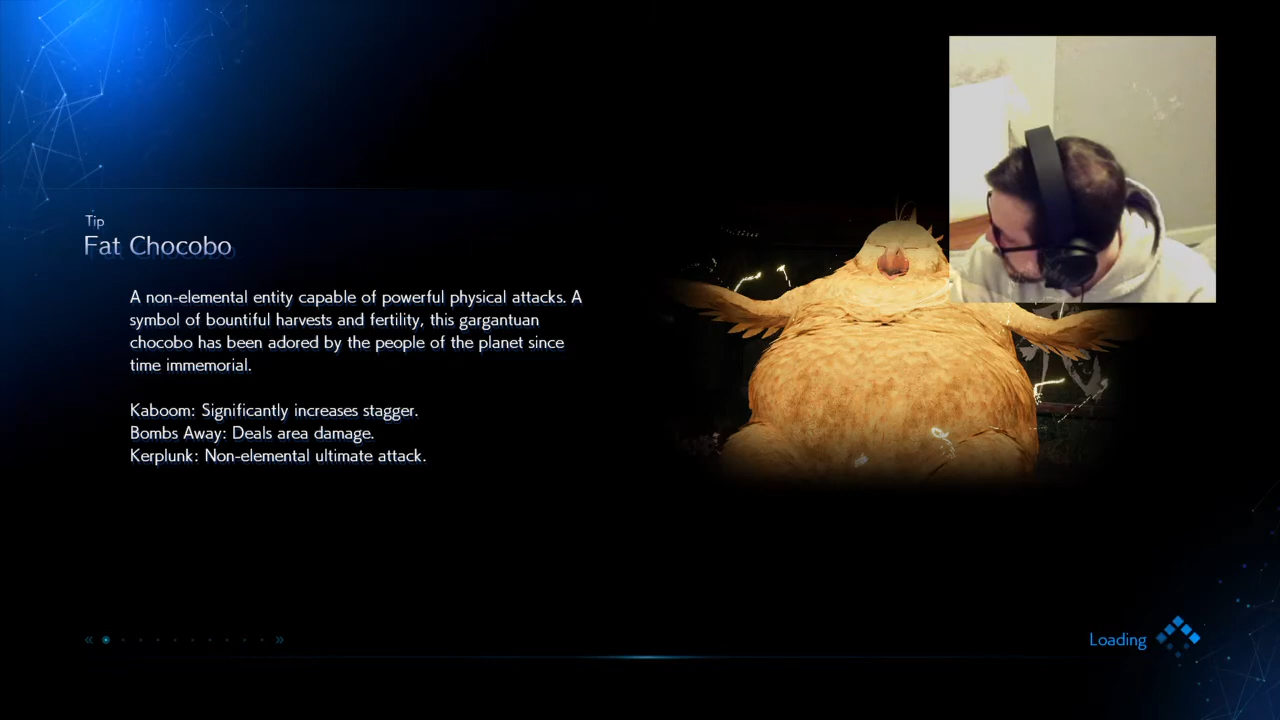 Tip
Fat Chocobo
A non-elemental entity capable of powerful physical attacks. A
symbol of bountiful harvests and fertility, this gargantuan
chocobo has been adored by the people of the planet since
time immemorial.
Kaboom: Significantly increases stagger.
Bombs Away: Deals area damage.
Kerplunk: Non-elemental ultimate attack.
Loading